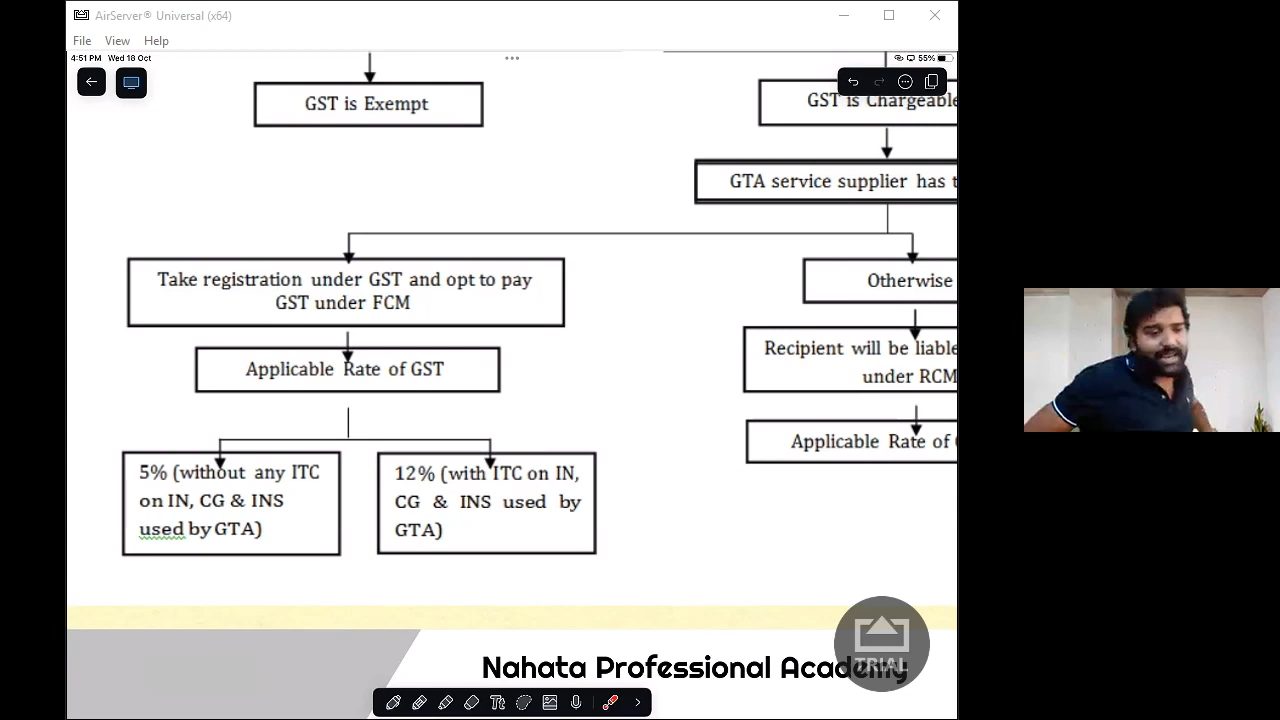 AirServer® Universal (x64)
File View Help
4:51 PM Wed 18 Oct
55%
GST is Exempt
GST is Chargeable
GTA service supplier has
Take registration under GST and opt to pay
GST under FCM
Otherwise
Applicable Rate of GST
Recipient will be liable
under RCM
Applicable Rate of
5% (without any ITC
on IN, CG & INS
used by GTA)
12% (with ITC on IN,
CG & INS used by
GTA)
Nahata Professional Academy
TRIAL
Tt